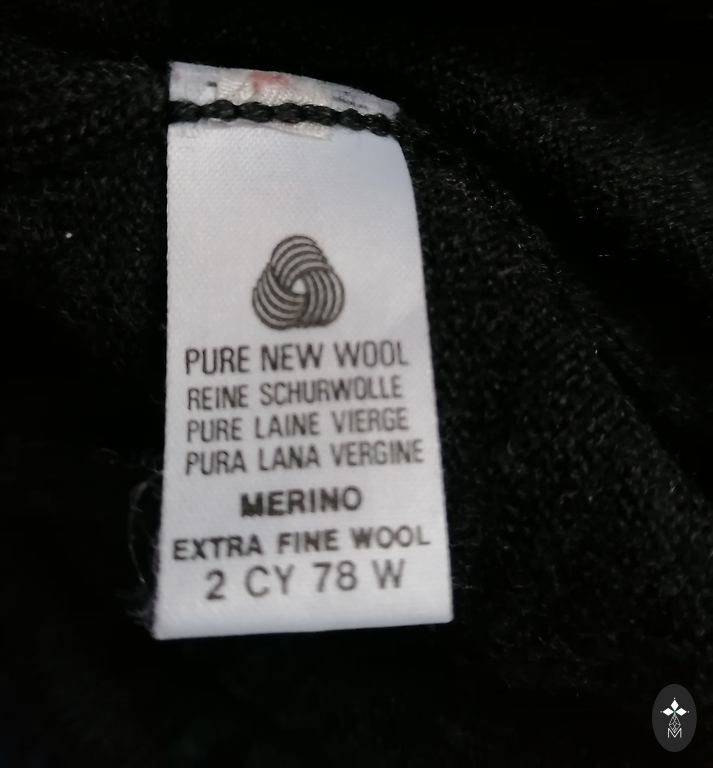 PURE NEW WOOL
REINE SCHURWOLLE
PURE LAINE VIERGE
PURA LANA VERGINE
MERINO
EXTRA FINE WOOL
2 CY 78 W
M